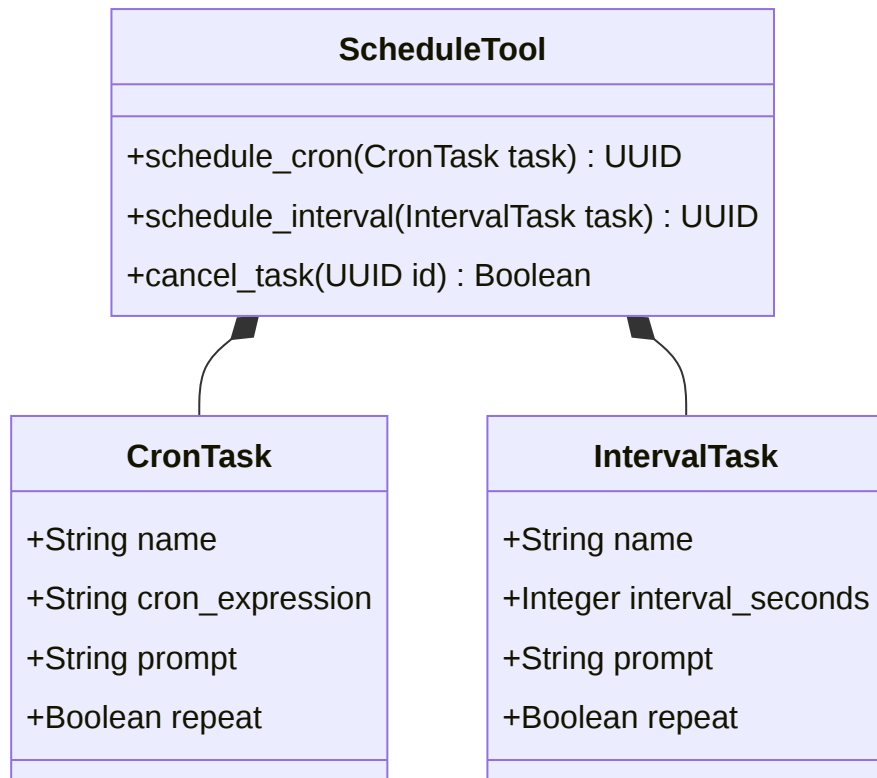 ScheduleTool
+schedule_cron(CronTask task) : UUID
+schedule_interval(IntervalTask task) : UUID
+cancel_task(UUID id) : Boolean
CronTask
+String name
+String cron_expression
+String prompt
+Boolean repeat
IntervalTask
+String name
+Integer interval_seconds
+String prompt
+Boolean repeat